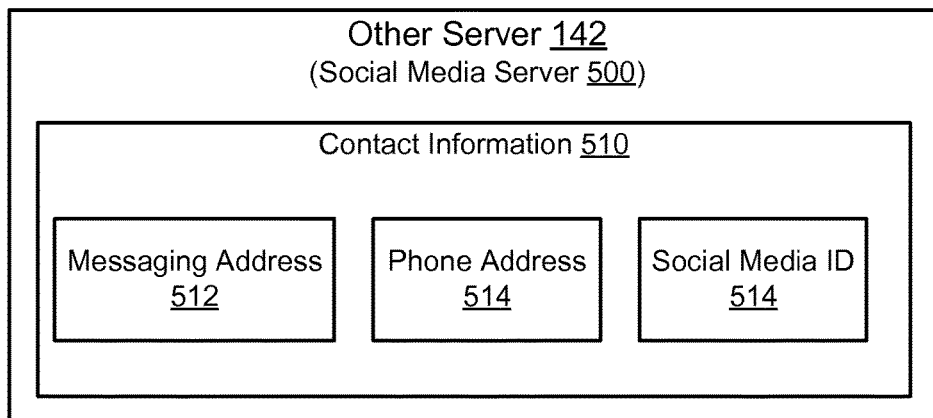 Other Server 142
(Social Media Server 500)
Contact Information 510
Messaging Address
512
Phone Address
514
Social Media ID
514